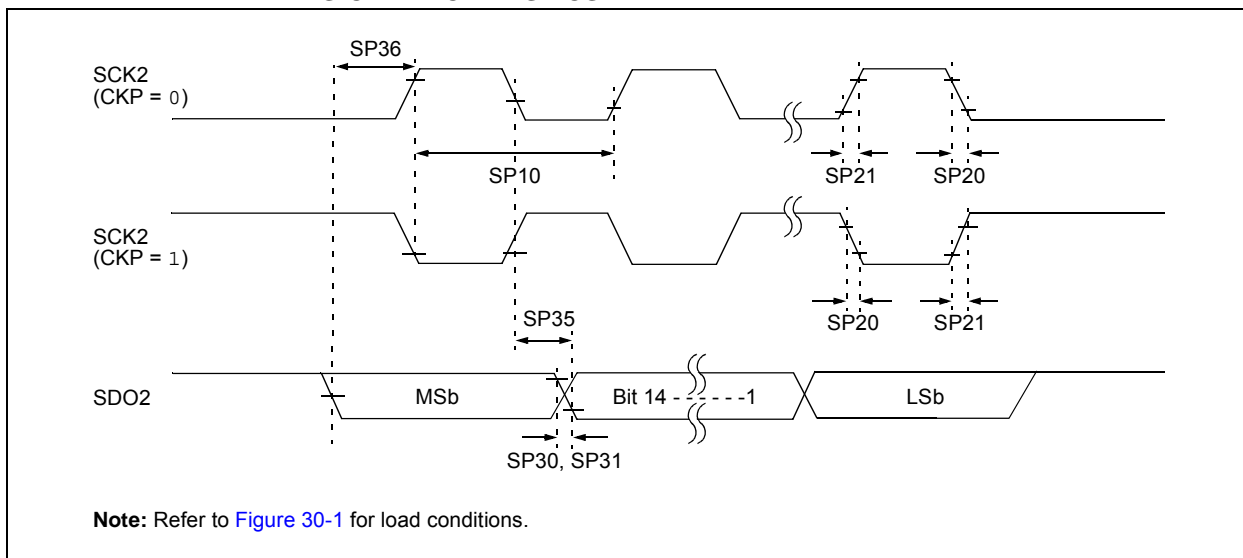 SP36
SCK2
(CKP = 0)
SP10
SP21
SP20
SCK2
(CKP = 1)
SP35
SP20
SP21
SDO2
MSb
Bit 14 - - - - - -1
LSb
SP30, SP31
Note: Refer to Figure 30-1 for load conditions.